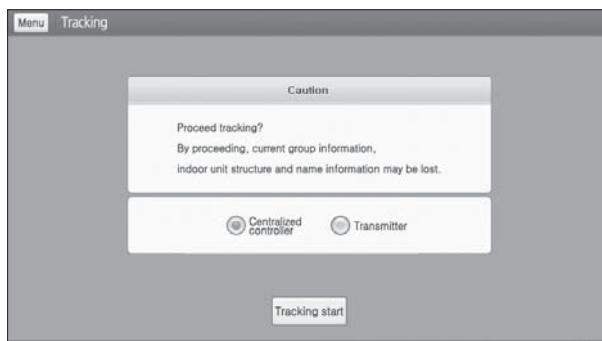 Menu Tracking
Caution
Proceed tracking?
By proceeding, current group information,
indoor unit structure and name information may be lost.
Centralized
controller
Transmitter
Tracking start